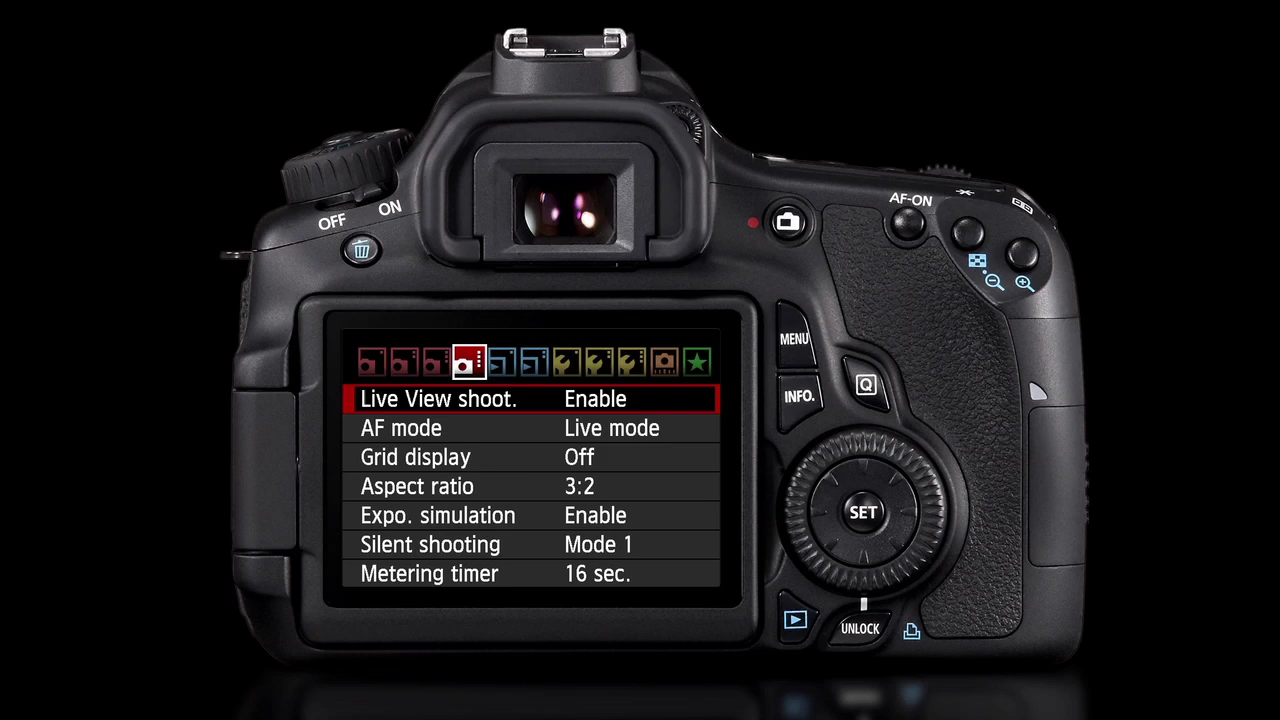 OFF ON
AF-ON
MENU
INFO.
Q
Live View shoot. Enable
AF mode Live mode
Grid display Off
Aspect ratio 3:2
Expo. simulation Enable
Silent shooting Mode 1
Metering timer 16 sec.
SET
UNLOCK